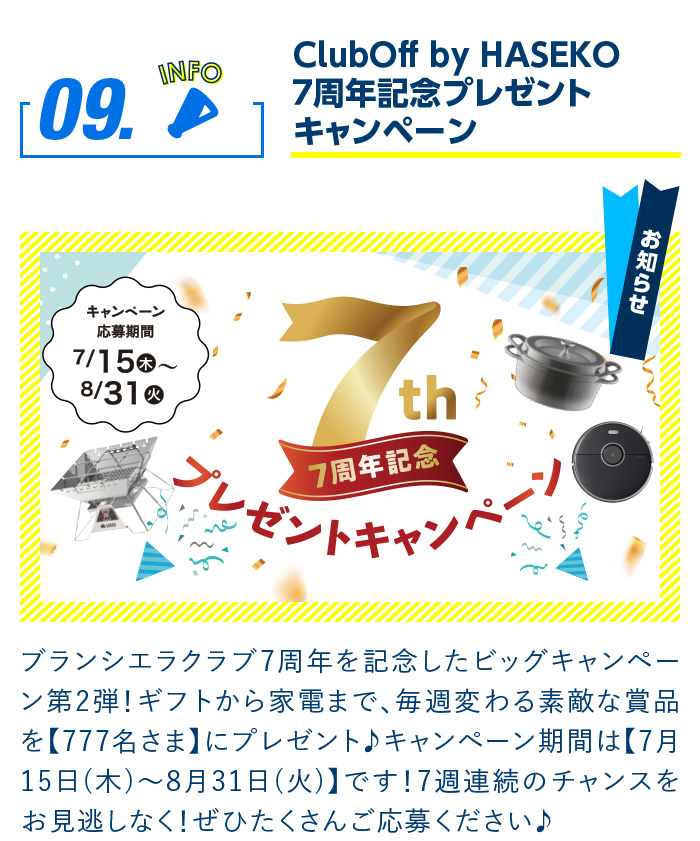 09.
INFO
ClubOff by HASEKO
7周年記念プレゼント
キャンペーン
お知らせ
キャンペーン
応募期間
7/15木〜
8/31火
7th
7周年記念
プレゼントキャンペーン
ブランシエラクラブ7周年を記念したビッグキャンペー
ン第2弾！ギフトから家電まで、毎週変わる素敵な賞品
を【777名さま】にプレゼント♪キャンペーン期間は【7月
15日(木)〜8月31日(火)】です！7週連続のチャンスを
お見逃しなく！ぜひたくさんご応募ください♪